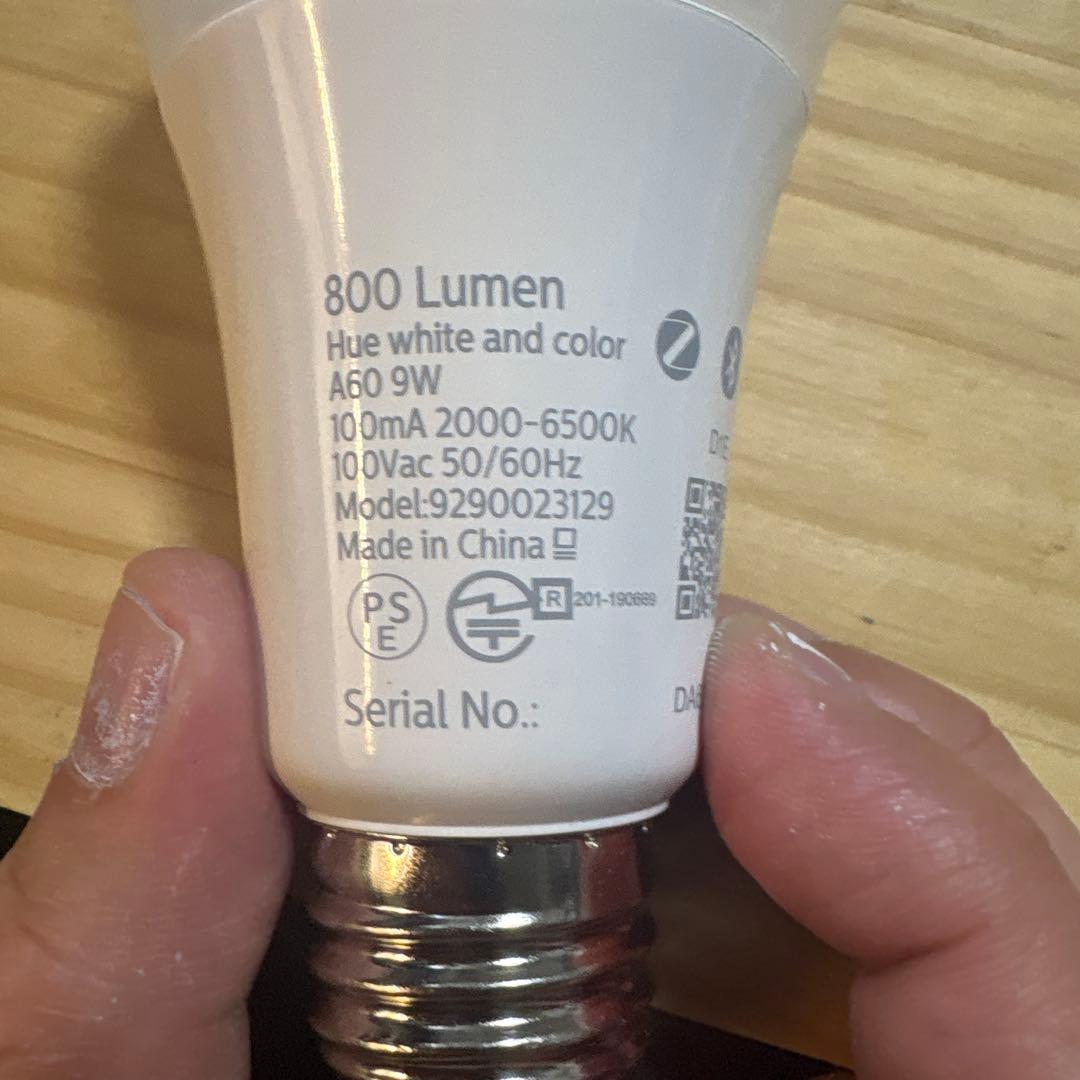 800 Lumen
Hue white and color
A60 9W
100mA 2000-6500K
100Vac 50/60Hz
Model:9290023129
Made in China
PS
E
R 201-190669
Serial No.: